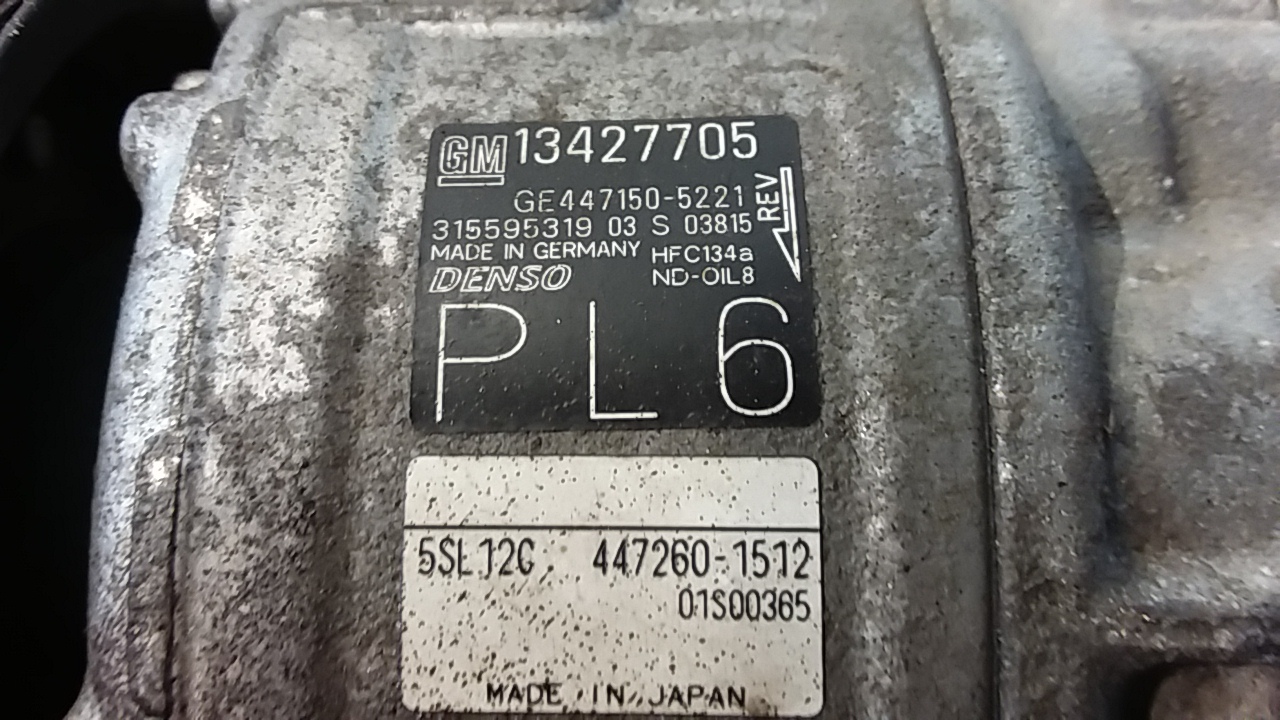 GM 13427705
GE447150-5221
REV
315595319 03 S 03815
MADE IN GERMANY HFC134a
DENSO ND-OIL8
PL6
5SL12C 447260-1512
01S00365
MADE IN JAPAN